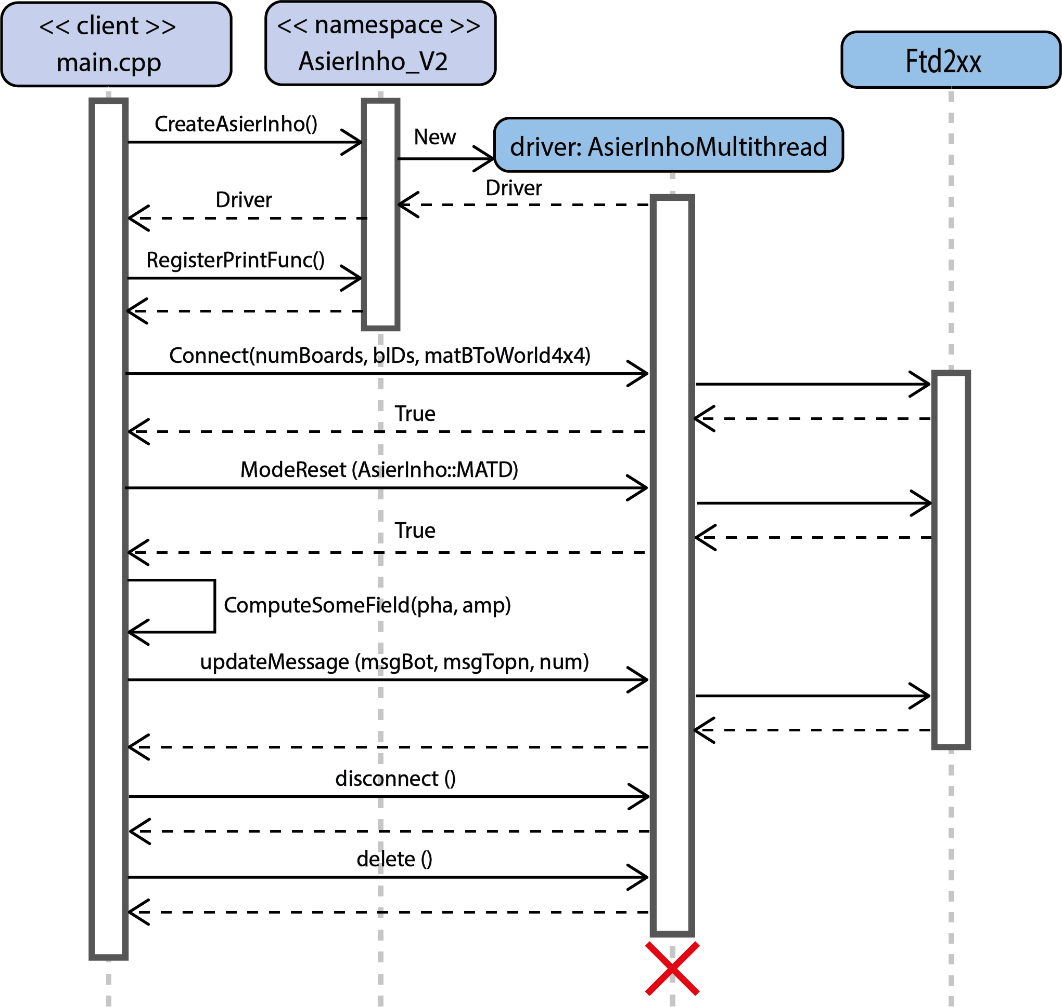 << client >>
main.cpp
<< namespace >>
AsierInho_V2
Ftd2xx
CreateAsierInho()
New
driver: AsierInhoMultithread
Driver
Driver
RegisterPrintFunc()
Connect(numBoards, bIDs, matBToWorld4x4)
True
ModeReset (AsierInho::MATD)
True
ComputeSomeField(pha, amp)
updateMessage (msgBot, msgTopn, num)
disconnect ()
delete ()